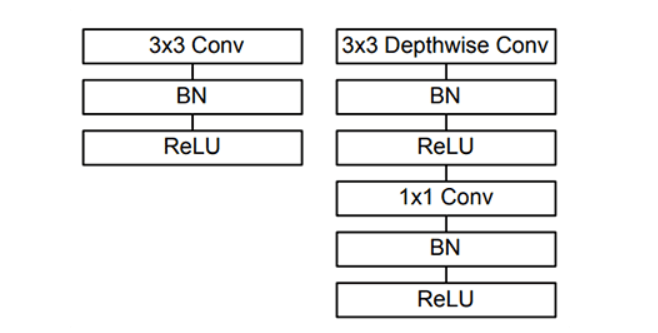 3x3 Conv
BN
ReLU
3x3 Depthwise Conv
BN
ReLU
1x1 Conv
BN
ReLU